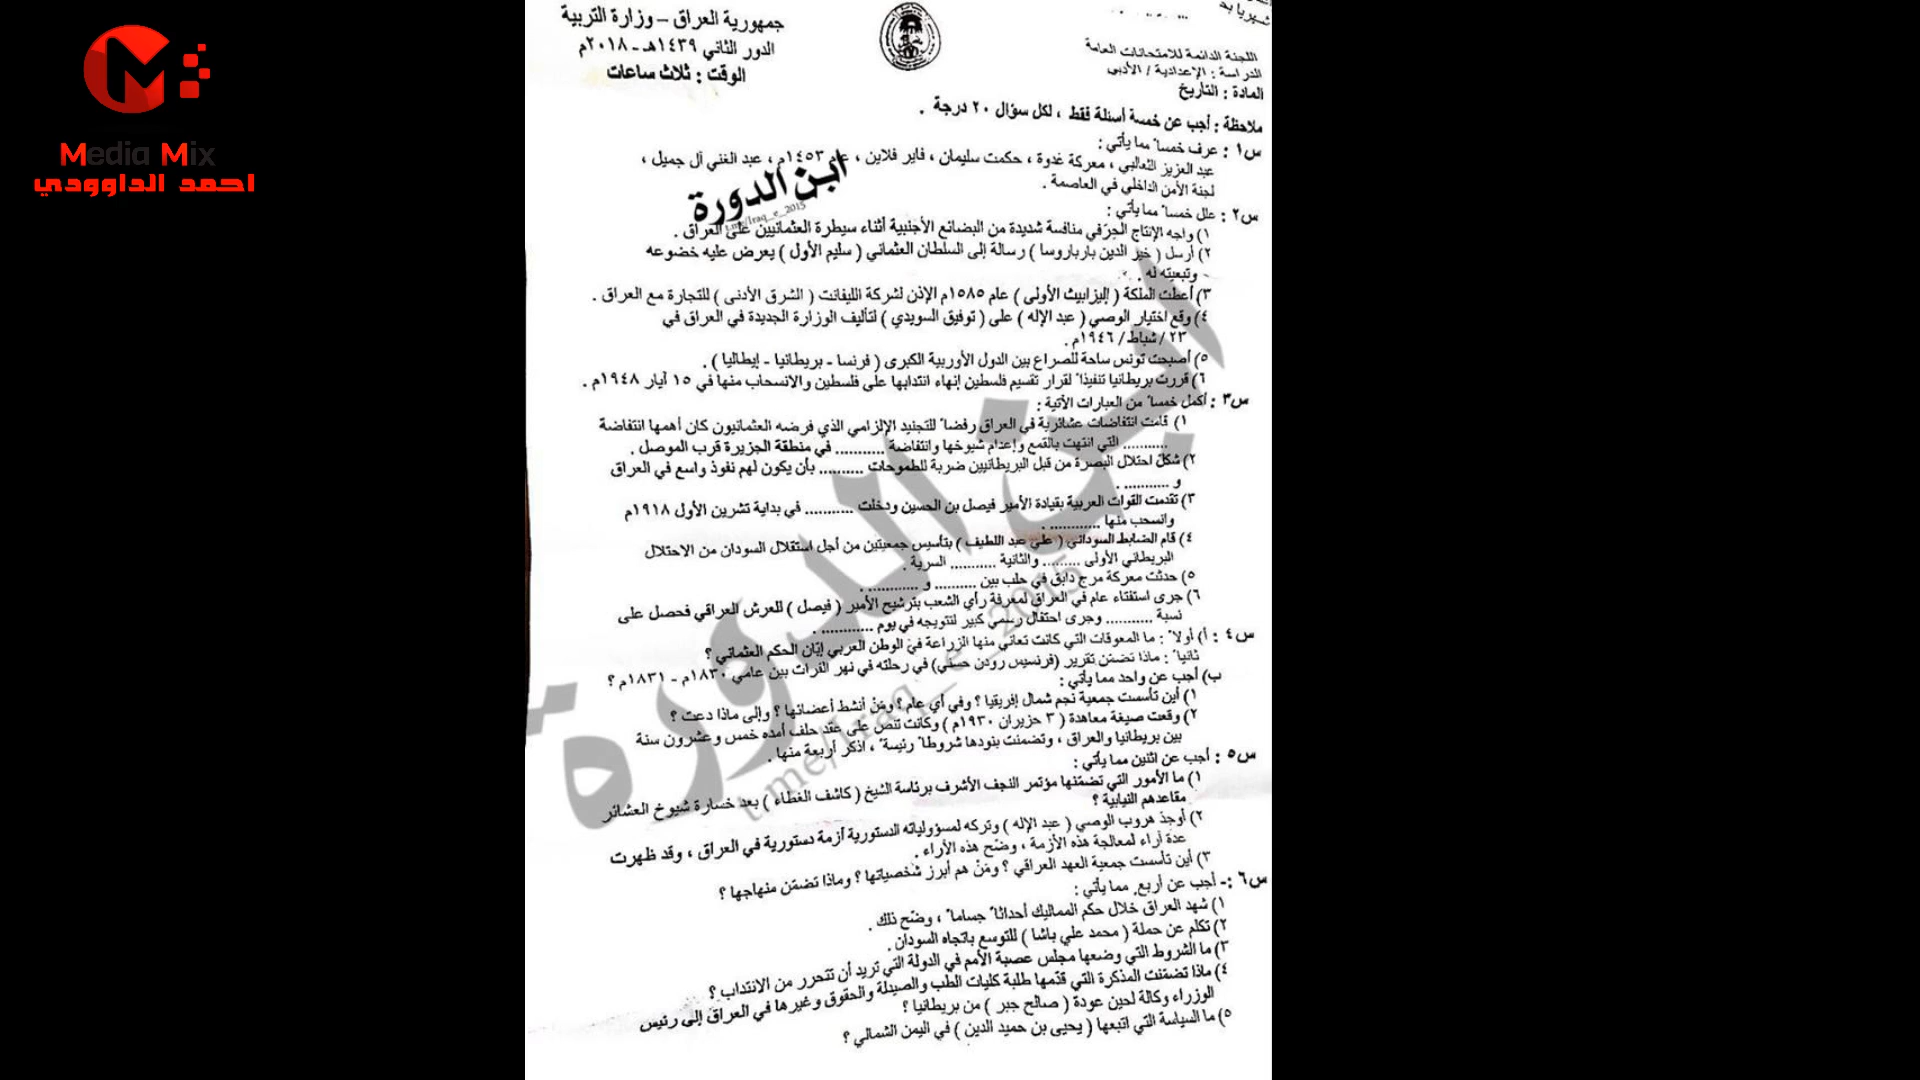 Media Mix
احمد الداوودي
جمهورية العراق - وزارة التربية
الدور الثاني ١٤٣٩هـ - ٢٠١٨م
الوقت : ثلاث ساعات
اللجنة الدائمة للامتحانات العامة
الدراسة : الإعدادية / الأدبي
المادة : التأريخ
ملاحظة : أجب عن خمسة أسئلة فقط ، لكل سؤال ٢٠ درجة .
س١ : عرف خمساً مما يأتي :
عبد العزيز الثعالبي ، معركة غدوة ، حكمت سليمان ، فاير فلاين ، عام ١٤٥٣م ، عبد الغني آل جميل ،
لجنة الأمن الداخلي في العاصمة .
ابن الدورة
t.me/Iraq_e_2015
س٢ : علل خمساً مما يأتي :
١) واجه الإنتاج الحِرَفي منافسة شديدة من البضائع الأجنبية أثناء سيطرة العثمانيين على العراق .
٢) أرسل ( خير الدين بارباروسا ) رسالة إلى السلطان العثماني ( سليم الأول ) يعرض عليه خضوعه
وتبعيته له .
٣) أعطت الملكة ( إليزابيث الأولى ) عام ١٥٨٥م الإذن لشركة الليفانت ( الشرق الأدنى ) للتجارة مع العراق .
٤) وقع اختيار الوصي ( عبد الإله ) على ( توفيق السويدي ) لتأليف الوزارة الجديدة في العراق في
٢٣ / شباط / ١٩٤٦م .
٥) أصبحت تونس ساحة للصراع بين الدول الأوربية الكبرى ( فرنسا - بريطانيا - إيطاليا ) .
٦) قررت بريطانيا تنفيذاً لقرار تقسيم فلسطين إنهاء انتدابها على فلسطين والانسحاب منها في ١٥ آيار ١٩٤٨م .
س٣ : أكمل خمساً من العبارات الآتية :
١) قامت انتفاضات عشائرية في العراق رفضاً للتجنيد الإلزامي الذي فرضه العثمانيون كان أهمها انتفاضة
........... التي انتهت بالقمع وإعدام شيوخها وانتفاضة ........... في منطقة الجزيرة قرب الموصل .
٢) شكّل احتلال البصرة من قبل البريطانيين ضربة للطموحات .......... بأن يكون لهم نفوذ واسع في العراق
و ........... .
٣) تقدمت القوات العربية بقيادة الأمير فيصل بن الحسين ودخلت ........... في بداية تشرين الأول ١٩١٨م
وانسحب منها ............ .
٤) قام الضابط السوداني ( علي عبد اللطيف ) بتأسيس جمعيتين من أجل استقلال السودان من الاحتلال
البريطاني الأولى ......... والثانية ........... السرية .
٥) حدثت معركة مرج دابق في حلب بين .......... و ............ .
٦) جرى استفتاء عام في العراق لمعرفة رأي الشعب بترشيح الأمير ( فيصل ) للعرش العراقي فحصل على
نسبة ........... وجرى احتفال رسمي كبير لتتويجه في يوم ............ .
س٤ : أ) أولاً : ما المعوقات التي كانت تعاني منها الزراعة في الوطن العربي إبّان الحكم العثماني ؟
ثانياً : ماذا تضمّن تقرير (فرنسيس رودن جسني) في رحلته في نهر الفرات بين عامي ١٨٣٠م - ١٨٣١م ؟
ب) أجب عن واحد مما يأتي :
١) أين تأسست جمعية نجم شمال إفريقيا ؟ وفي أي عام ؟ ومَنْ أنشط أعضائها ؟ وإلى ماذا دعت ؟
٢) وقعت صيغة معاهدة ( ٣ حزيران ١٩٣٠م ) وكانت تنص على عقد حلف أمده خمس وعشرون سنة
بين بريطانيا والعراق ، وتضمنت بنودها شروطاً رئيسة ، اذكر أربعة منها .
س٥ : أجب عن اثنين مما يأتي :
١) ما الأمور التي تضمّنها مؤتمر النجف الأشرف برئاسة الشيخ ( كاشف الغطاء ) بعد خسارة شيوخ العشائر
مقاعدهم النيابية ؟
٢) أوجدَ هروب الوصي ( عبد الإله ) وتركه لمسؤولياته الدستورية أزمة دستورية في العراق ، وقد ظهرت
عدة آراء لمعالجة هذه الأزمة ، وضّح هذه الآراء .
٣) أين تأسست جمعية العهد العراقي ؟ ومَنْ هم أبرز شخصياتها ؟ وماذا تضمّن منهاجها ؟
س٦ :- أجب عن أربع مما يأتي :
١) شهد العراق خلال حكم المماليك أحداثاً جساماً ، وضّح ذلك .
٢) تكلم عن حملة ( محمد علي باشا ) للتوسع باتجاه السودان .
٣) ما الشروط التي وضعها مجلس عصبة الأمم في الدولة التي تريد أن تتحرر من الانتداب ؟
٤) ماذا تضمّنت المذكرة التي قدّمها طلبة كليات الطب والصيدلة والحقوق وغيرها في العراق إلى رئيس
الوزراء وكالة لحين عودة ( صالح جبر ) من بريطانيا ؟
٥) ما السياسة التي اتبعها ( يحيى بن حميد الدين ) في اليمن الشمالي ؟
ابن الدورة
t.me/Iraq_e_2015